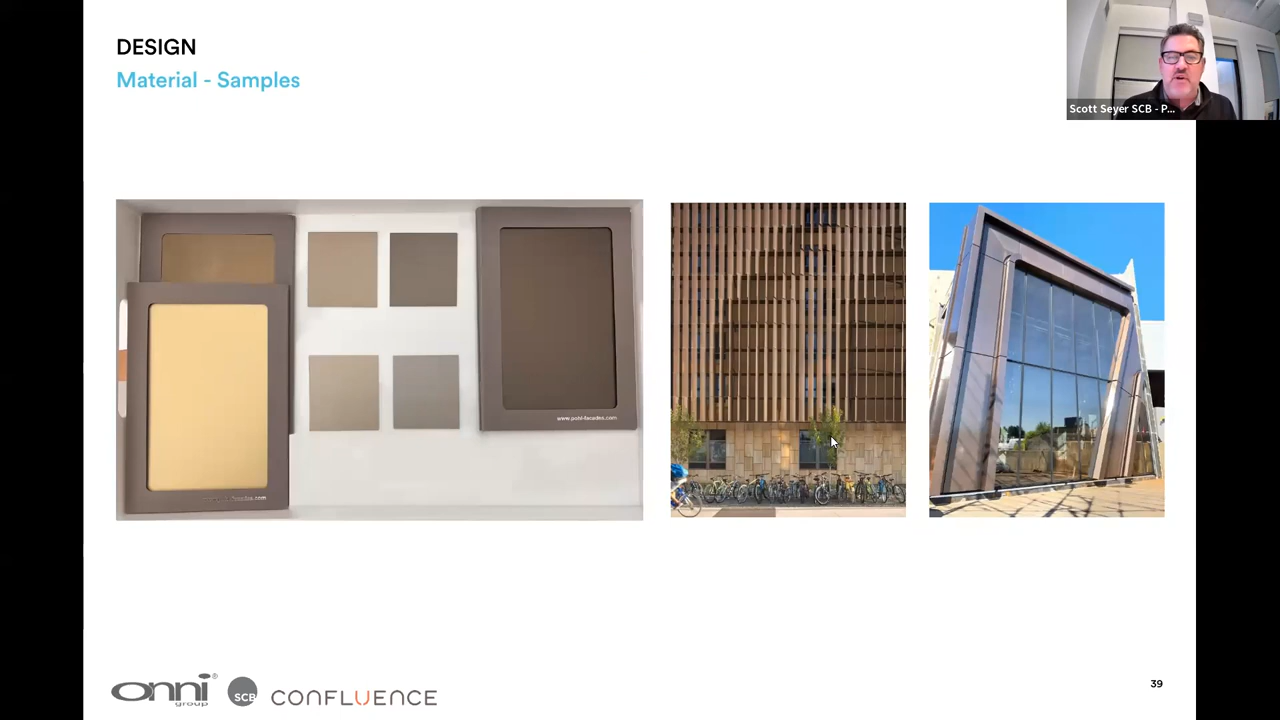 DESIGN
Material - Samples
Scott Seyer SCB - P...
www.pohl-facades.com
onni®
group
SCB
CONFLUENCE
39